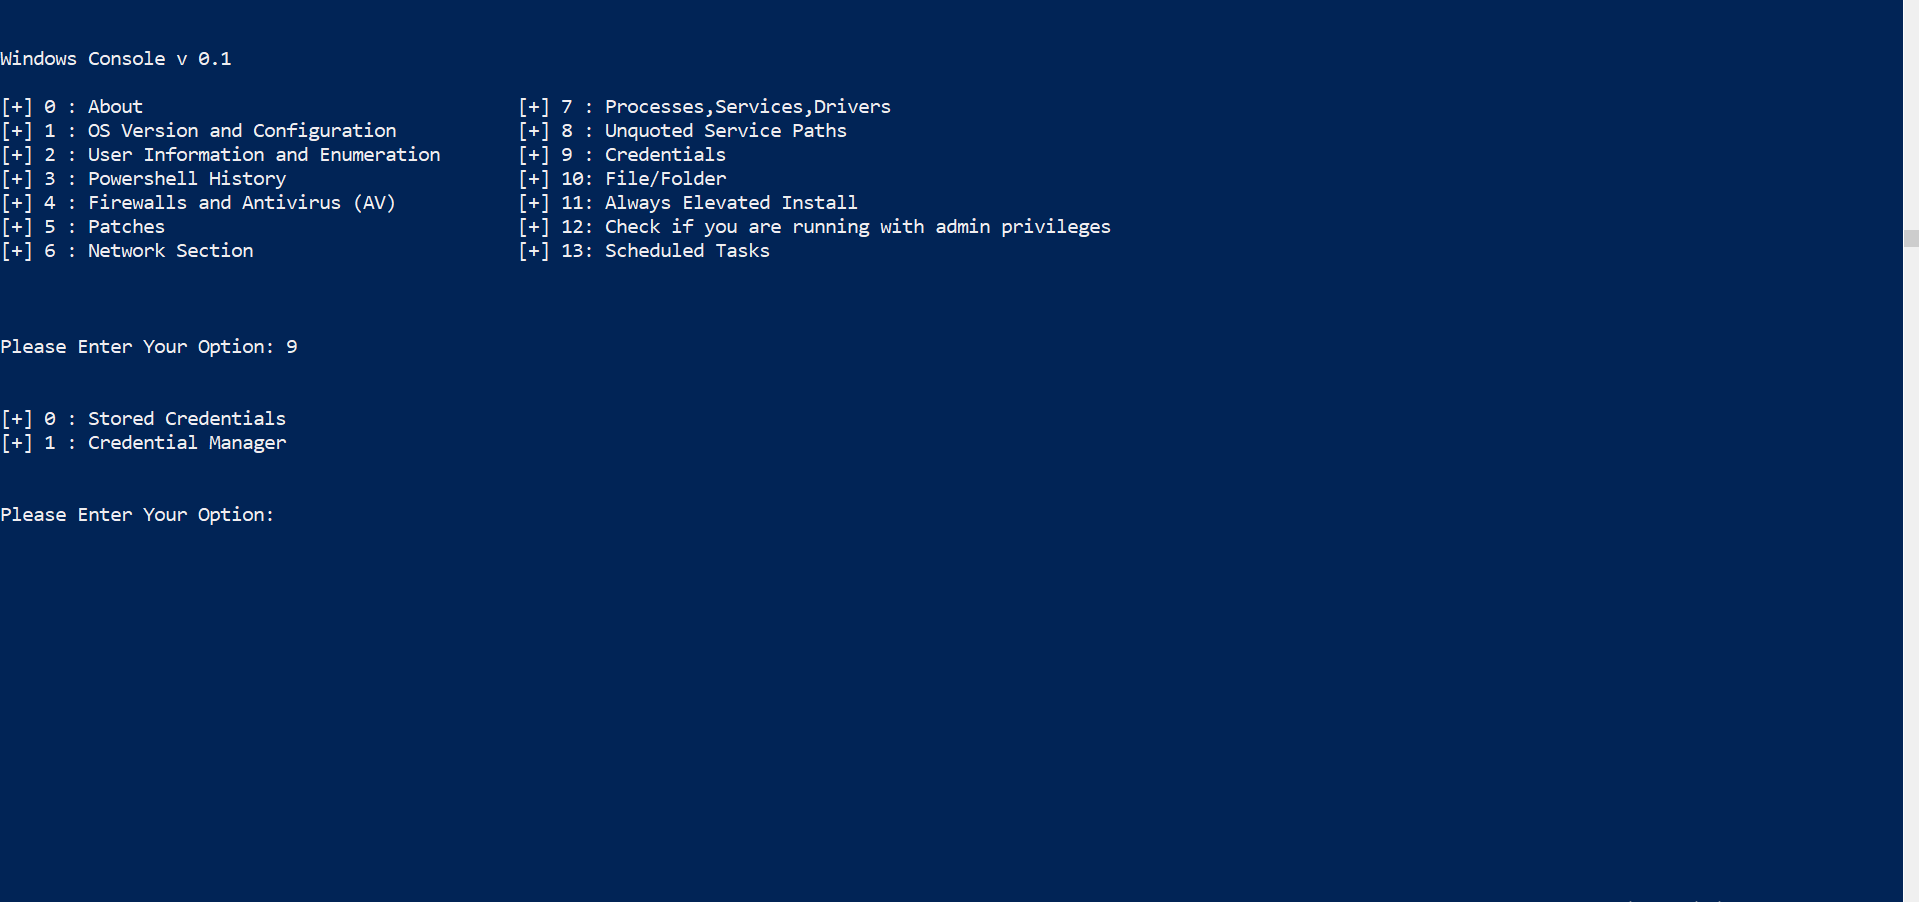 Windows Console v 0.1
[+] 0 : About                                  [+] 7 : Processes,Services,Drivers
[+] 1 : OS Version and Configuration           [+] 8 : Unquoted Service Paths
[+] 2 : User Information and Enumeration       [+] 9 : Credentials
[+] 3 : Powershell History                     [+] 10: File/Folder
[+] 4 : Firewalls and Antivirus (AV)           [+] 11: Always Elevated Install
[+] 5 : Patches                                [+] 12: Check if you are running with admin privileges
[+] 6 : Network Section                        [+] 13: Scheduled Tasks
Please Enter Your Option: 9
[+] 0 : Stored Credentials
[+] 1 : Credential Manager
Please Enter Your Option: